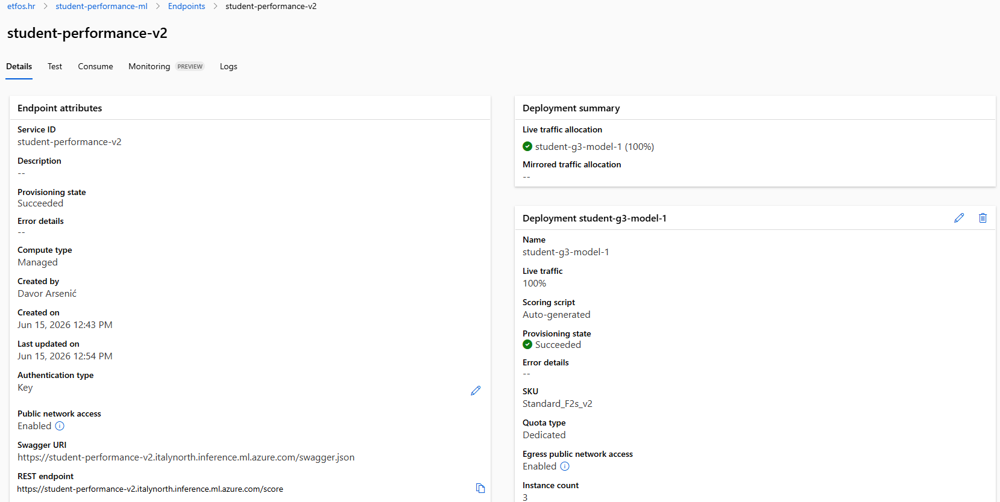 etfos.hr > student-performance-ml > Endpoints > student-performance-v2
student-performance-v2
Details Test Consume Monitoring PREVIEW Logs
Endpoint attributes
Service ID
student-performance-v2
Description
--
Provisioning state
Succeeded
Error details
--
Compute type
Managed
Created by
Davor Arsenić
Created on
Jun 15, 2026 12:43 PM
Last updated on
Jun 15, 2026 12:54 PM
Authentication type
Key
Public network access
Enabled
Swagger URI
https://student-performance-v2.italynorth.inference.ml.azure.com/swagger.json
REST endpoint
https://student-performance-v2.italynorth.inference.ml.azure.com/score
Deployment summary
Live traffic allocation
student-g3-model-1 (100%)
Mirrored traffic allocation
--
Deployment student-g3-model-1
Name
student-g3-model-1
Live traffic
100%
Scoring script
Auto-generated
Provisioning state
Succeeded
Error details
--
SKU
Standard_F2s_v2
Quota type
Dedicated
Egress public network access
Enabled
Instance count
3